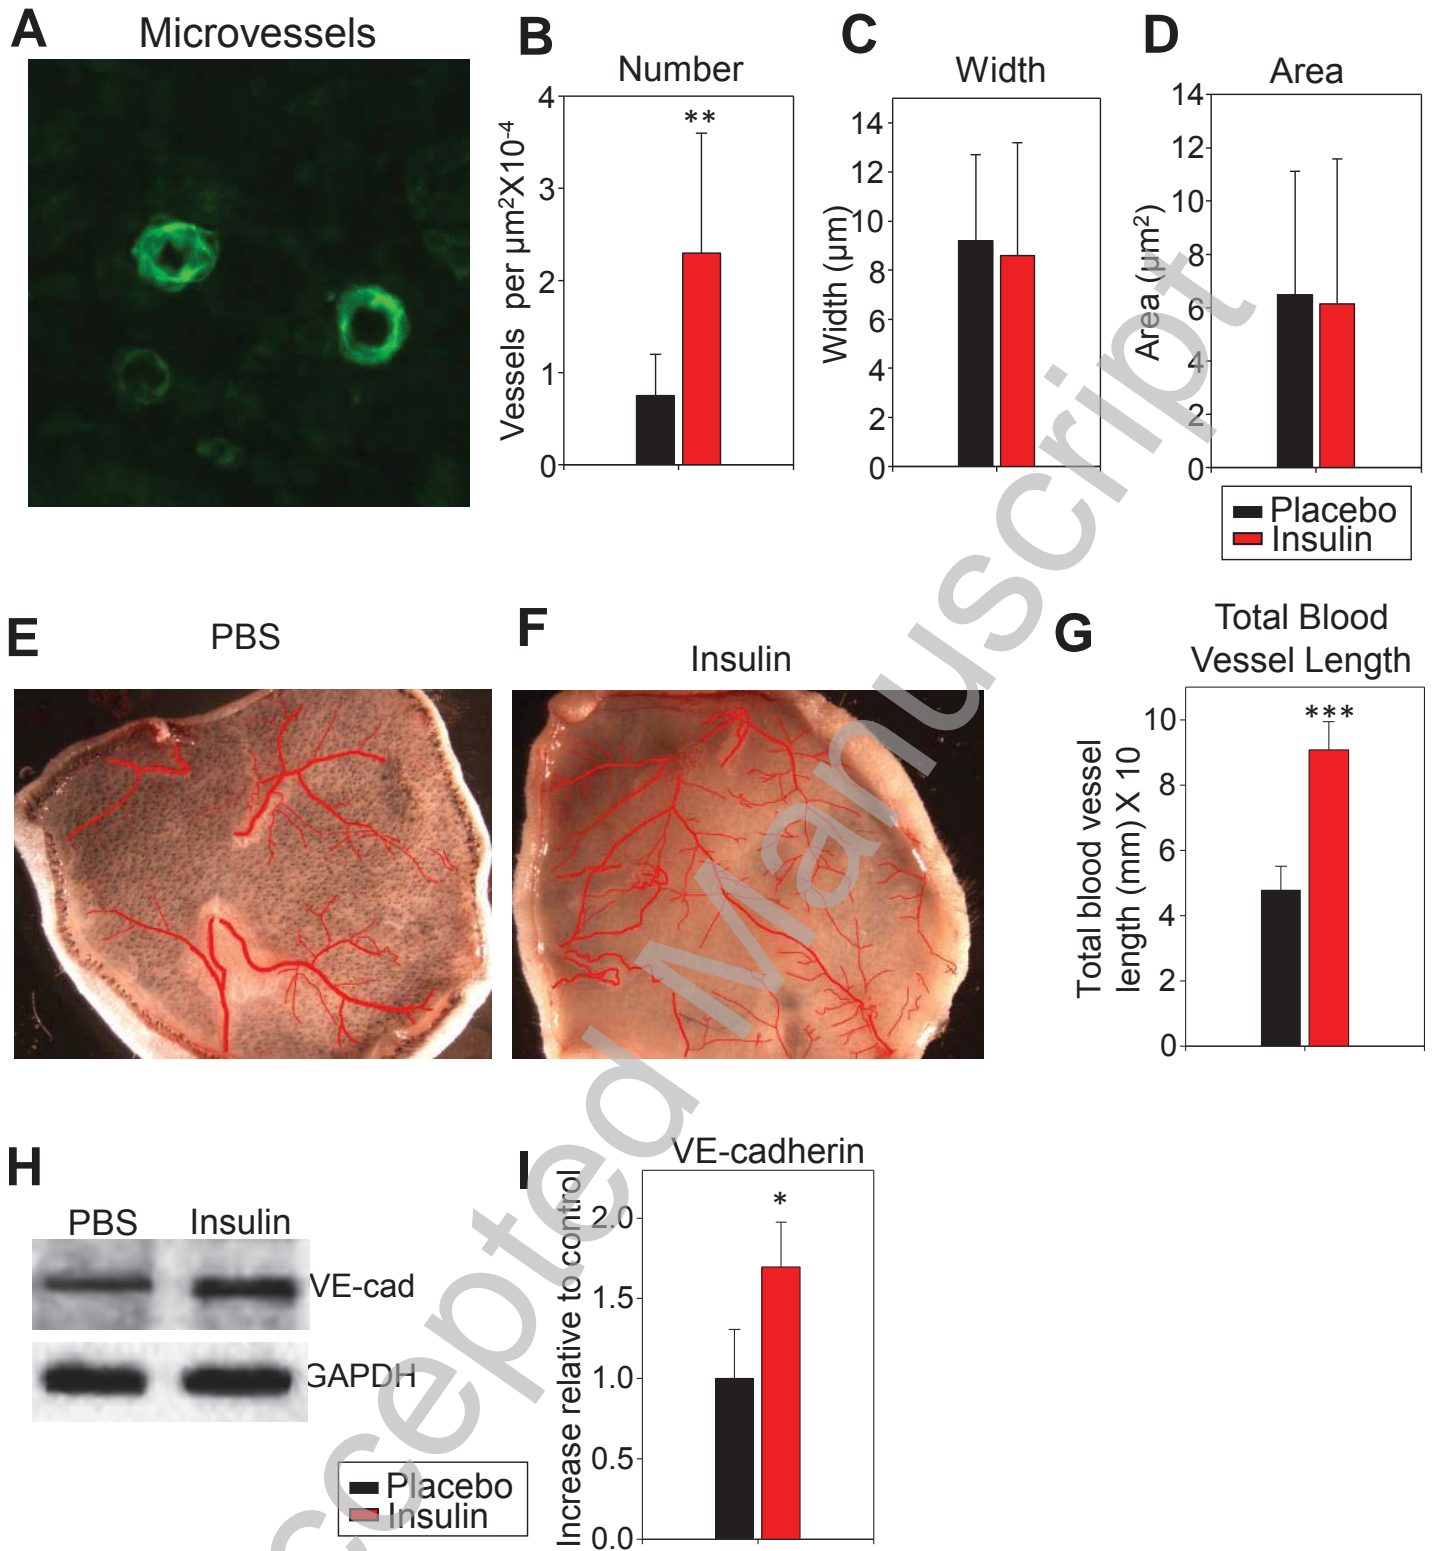 A
Microvessels
B
Number
Vessels per µm²X10⁻⁴
4
3
2
1
0
**
C
Width
Width (µm)
14
12
10
8
6
4
2
0
D
Area
Area (µm²)
14
12
10
8
6
4
2
0
Placebo
Insulin
E
PBS
F
Insulin
G
Total Blood
Vessel Length
Total blood vessel
length (mm) X 10
10
8
6
4
2
0
***
H
PBS Insulin
VE-cad
GAPDH
Placebo
Insulin
I
VE-cadherin
Increase relative to control
2.0
1.5
1.0
0.5
0.0
*
ccepted Manuscript